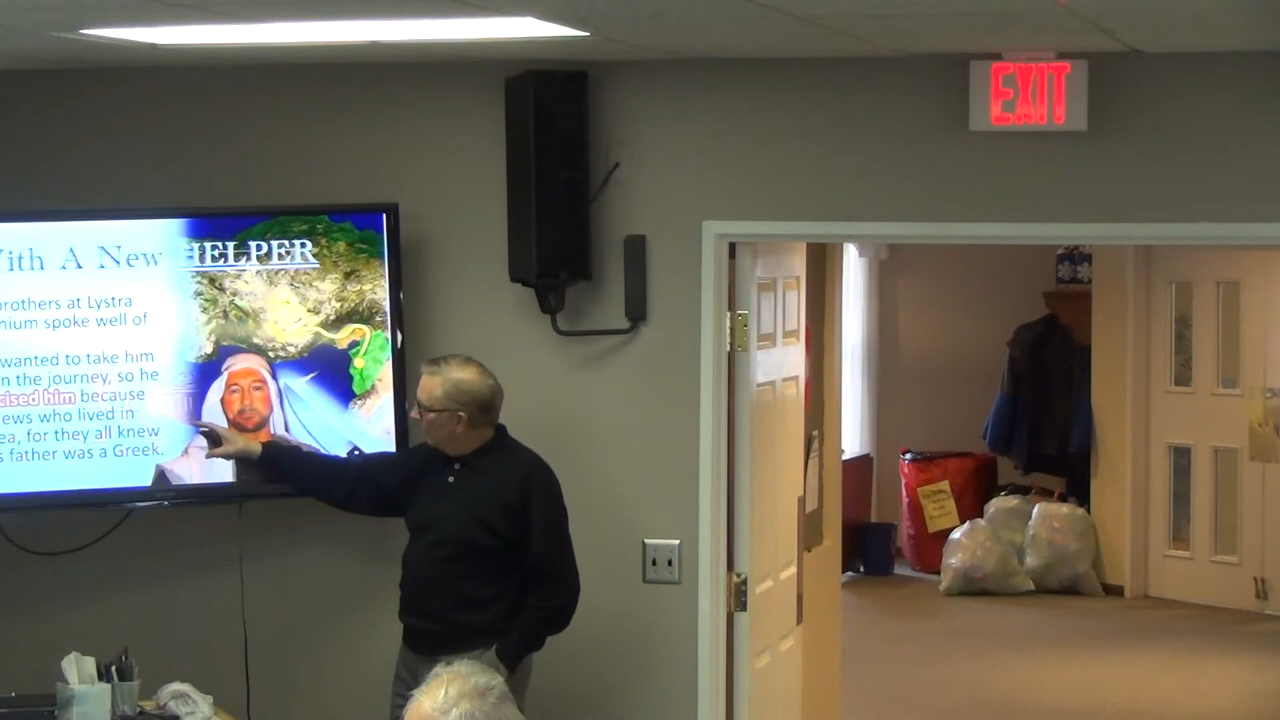 EXIT
With A New HELPER
brothers at Lystra
nium spoke well of
wanted to take him
n the journey, so he
cised him because
ews who lived in
ea, for they all knew
s father was a Greek.